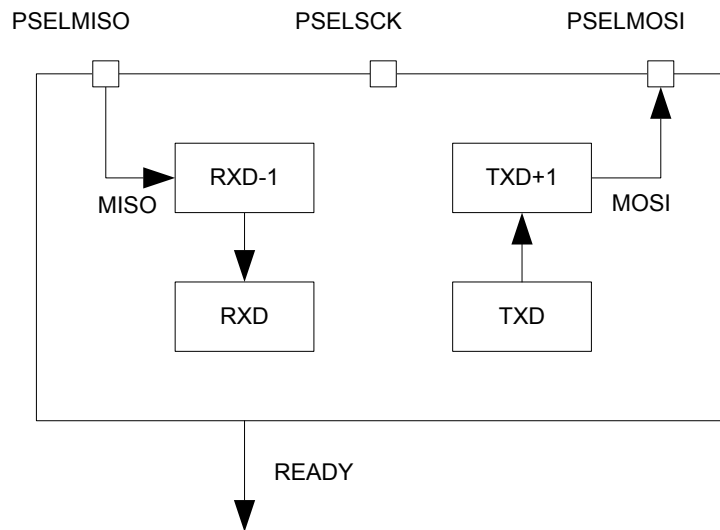 PSELMISO PSELSCK PSELMOSI
RXD-1 TXD+1
MISO MOSI
RXD TXD
READY